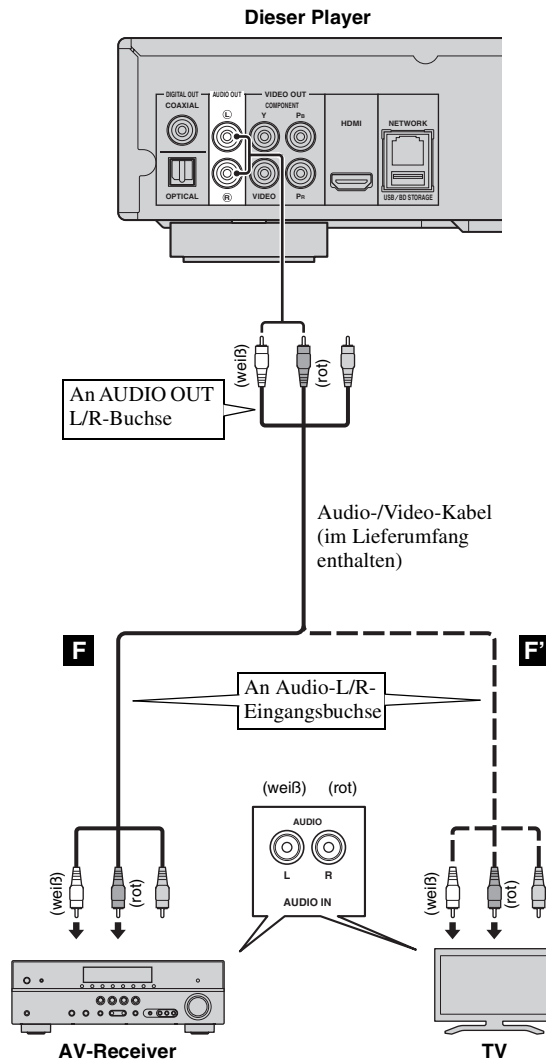 Dieser Player
DIGITAL OUT
COAXIAL
OPTICAL
AUDIO OUT
L
R
VIDEO OUT
COMPONENT
Y
PB
VIDEO
PR
HDMI
NETWORK
USB / BD STORAGE
(weiß)
(rot)
An AUDIO OUT
L/R-Buchse
Audio-/Video-Kabel
(im Lieferumfang
enthalten)
F
F’
An Audio-L/R-
Eingangsbuchse
(weiß) (rot)
AUDIO
L R
AUDIO IN
(weiß)
(rot)
(weiß)
(rot)
AV-Receiver
TV